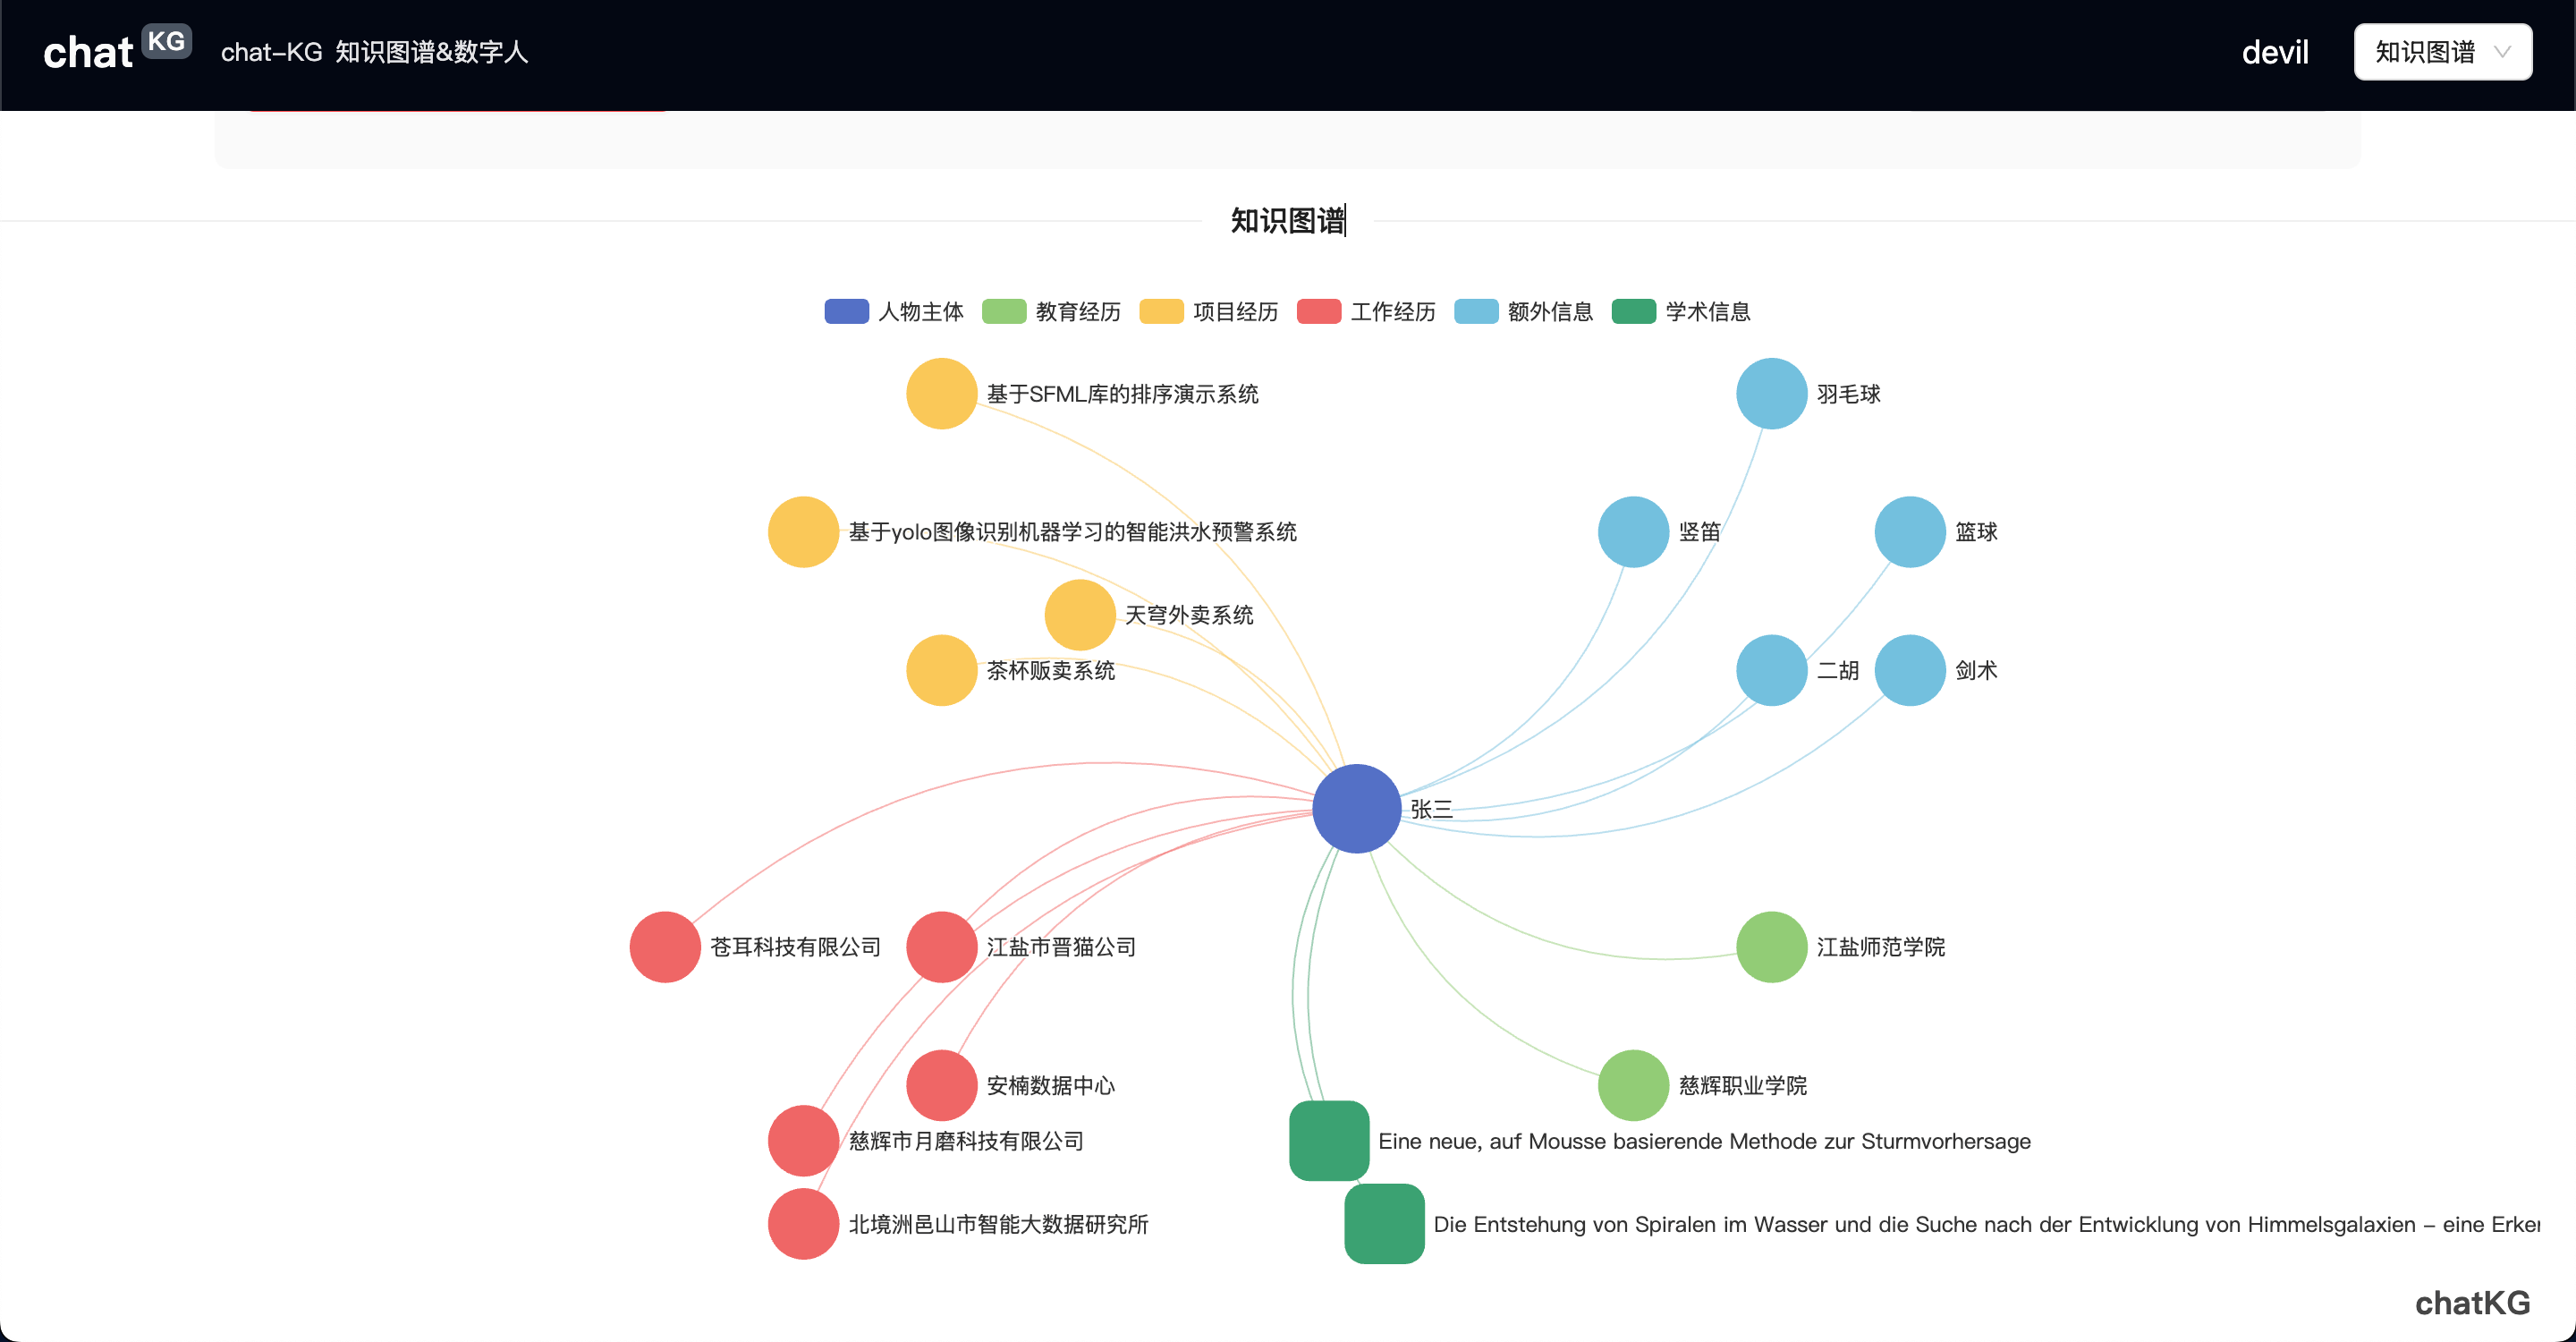 chat KG chat-KG 知识图谱&数字人 devil 知识图谱
知识图谱
人物主体 教育经历 项目经历 工作经历 额外信息 学术信息
基于SFML库的排序演示系统 羽毛球
基于yolo图像识别机器学习的智能洪水预警系统 竖笛 篮球
天穹外卖系统
茶杯贩卖系统 二胡 剑术
张三
苍耳科技有限公司 江盐市晋猫公司 江盐师范学院
安楠数据中心 慈辉职业学院
慈辉市月磨科技有限公司 Eine neue, auf Mousse basierende Methode zur Sturmvorhersage
北境洲邑山市智能大数据研究所 Die Entstehung von Spiralen im Wasser und die Suche nach der Entwicklung von Himmelsgalaxien – eine
chatKG